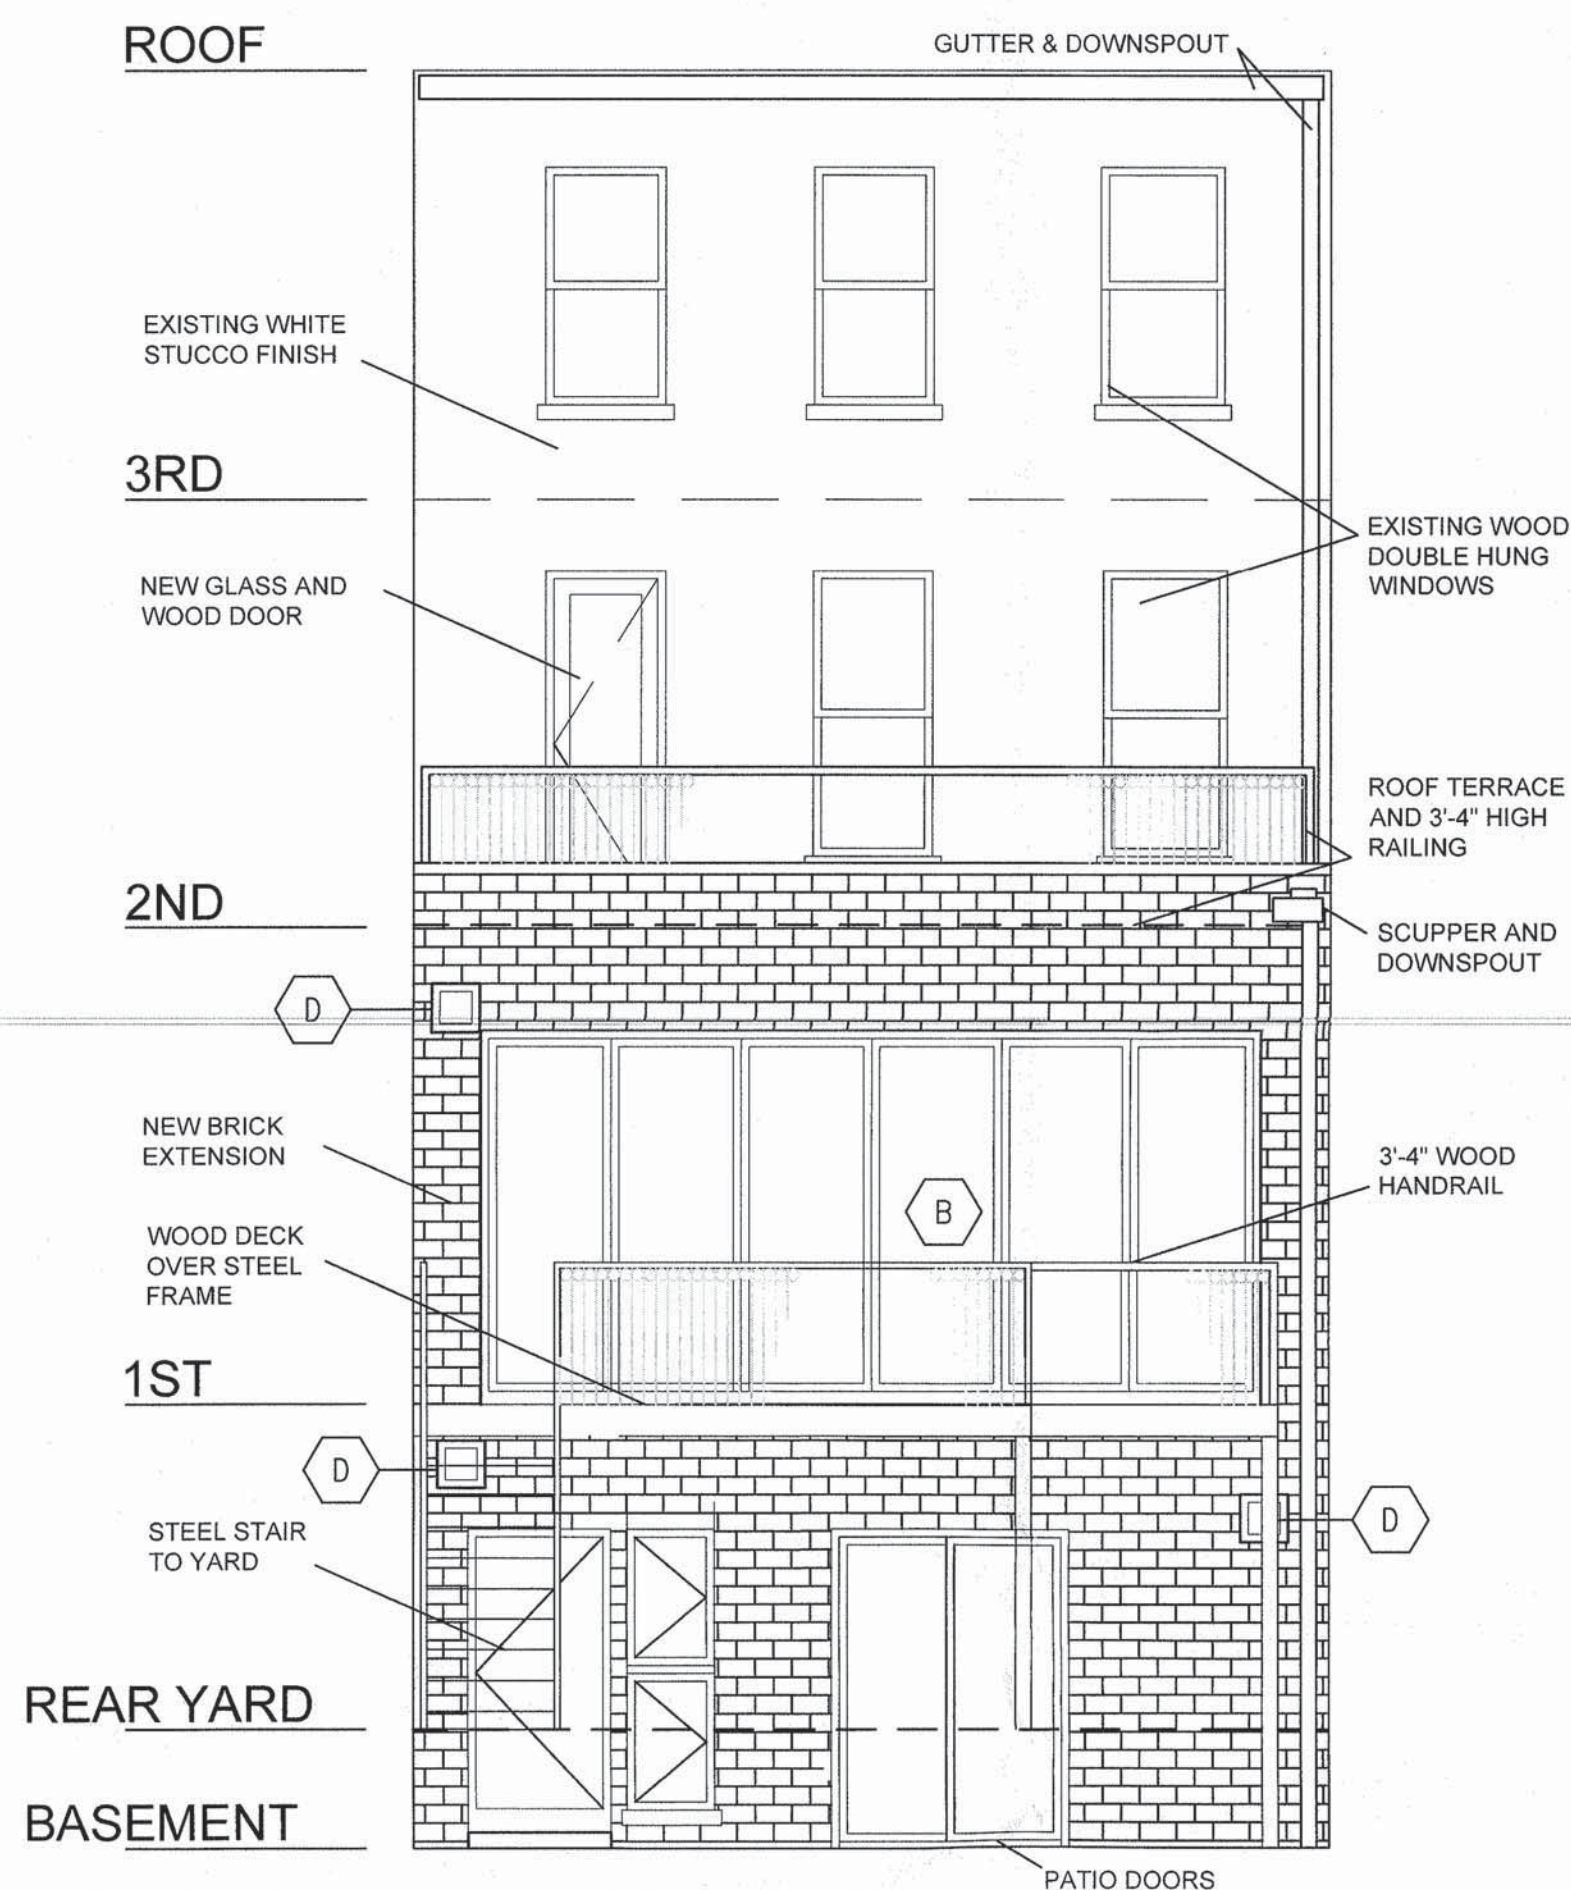 ROOF
GUTTER & DOWNSPOUT
EXISTING WHITE
STUCCO FINISH
3RD
EXISTING WOOD
DOUBLE HUNG
WINDOWS
NEW GLASS AND
WOOD DOOR
ROOF TERRACE
AND 3'-4" HIGH
RAILING
2ND
SCUPPER AND
DOWNSPOUT
D
NEW BRICK
EXTENSION
3'-4" WOOD
HANDRAIL
B
WOOD DECK
OVER STEEL
FRAME
1ST
D
D
STEEL STAIR
TO YARD
REAR YARD
BASEMENT
PATIO DOORS